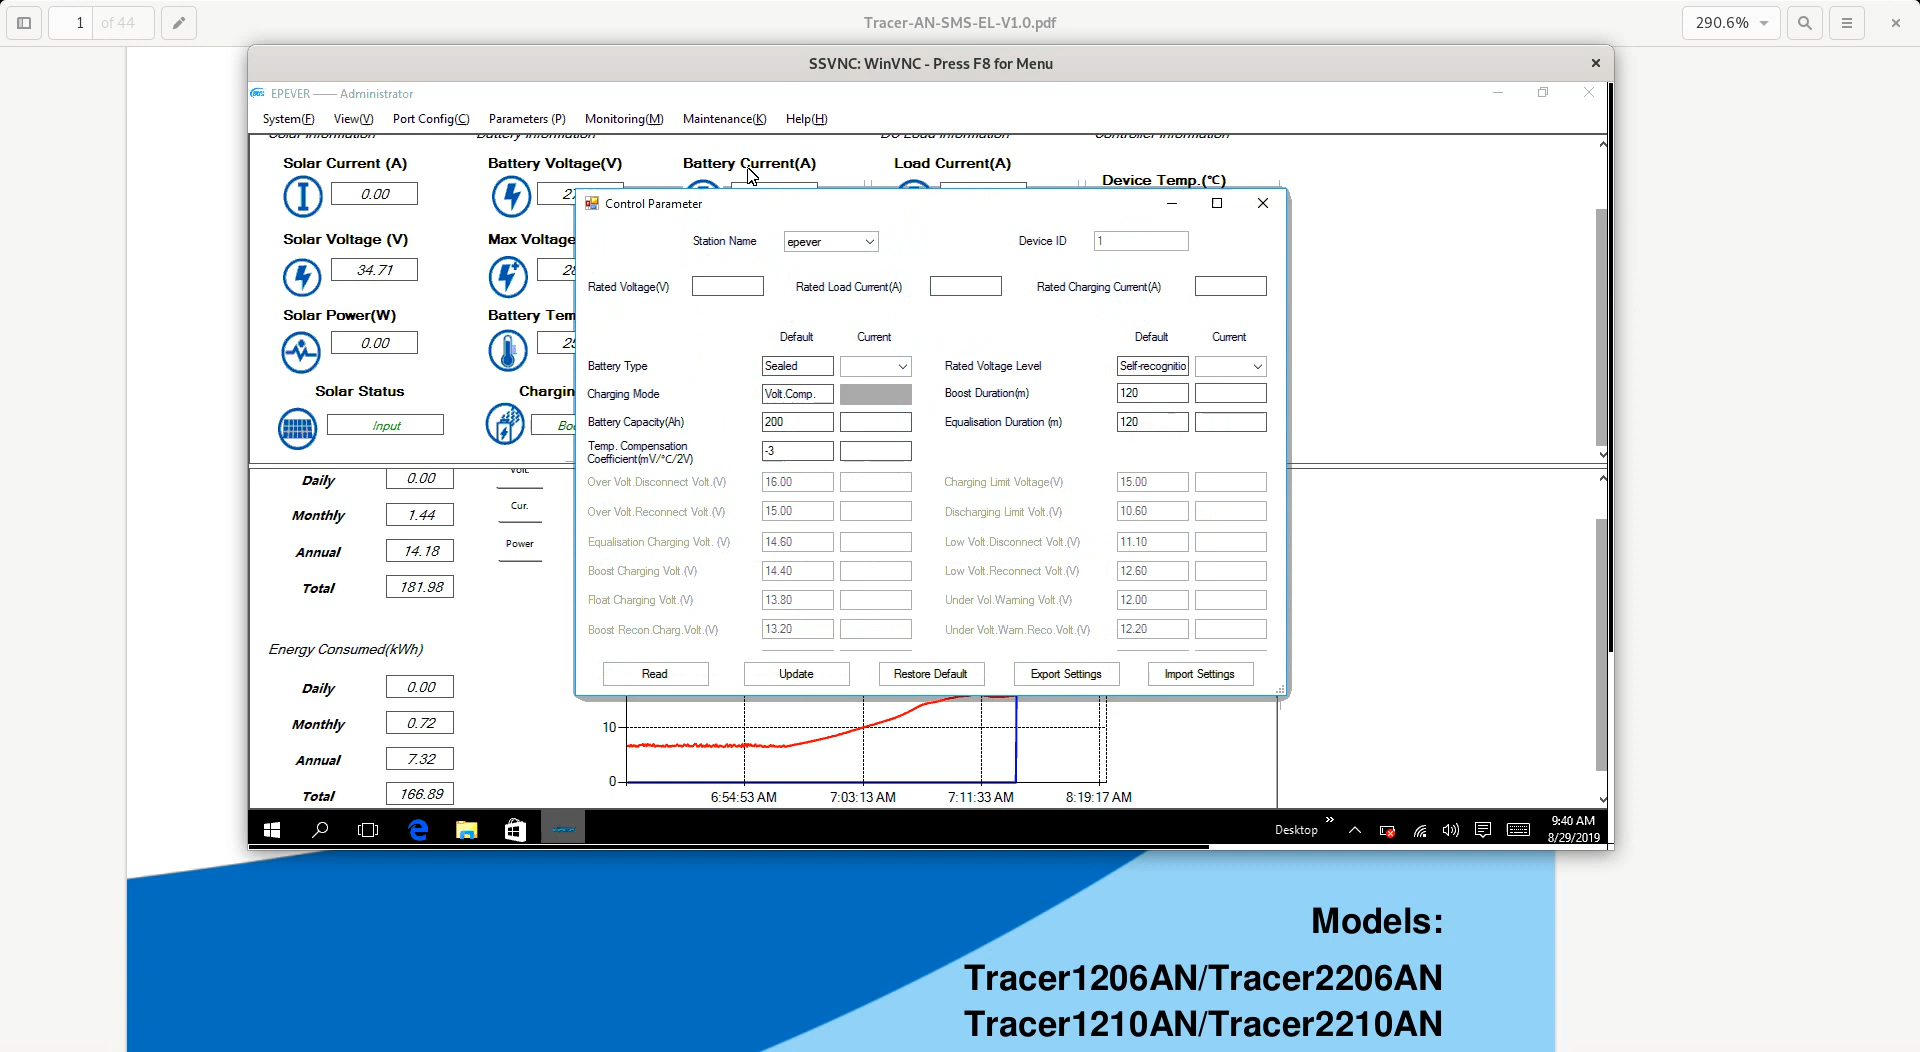 1 of 44
Tracer-AN-SMS-EL-V1.0.pdf
290.6%
SSVNC: WinVNC - Press F8 for Menu
EPEVER —— Administrator
System(F) View(V) Port Config(C) Parameters (P) Monitoring(M) Maintenance(K) Help(H)
Solar Information Battery Information DC Load Information Controller Information
Solar Current (A) Battery Voltage(V) Battery Current(A) Load Current(A)
Device Temp.(℃)
0.00
Solar Voltage (V) Max Voltage
34.71
Solar Power(W) Battery Tem
0.00
Solar Status Chargin
Input Bo
Control Parameter
Station Name epever Device ID 1
Rated Voltage(V) Rated Load Current(A) Rated Charging Current(A)
Default Current Default Current
Battery Type Sealed Rated Voltage Level Self-recognitio
Charging Mode Volt.Comp. Boost Duration(m) 120
Battery Capacity(Ah) 200 Equalisation Duration (m) 120
Temp. Compensation
Coefficient(mV/℃/2V) -3
Over Volt.Disconnect Volt.(V) 16.00 Charging Limit Voltage(V) 15.00
Over Volt.Reconnect Volt.(V) 15.00 Discharging Limit Volt.(V) 10.60
Equalisation Charging Volt. (V) 14.60 Low Volt.Disconnect Volt.(V) 11.10
Boost Charging Volt.(V) 14.40 Low Volt.Reconnect Volt.(V) 12.60
Float Charging Volt.(V) 13.80 Under Vol.Warning Volt.(V) 12.00
Boost Recon.Charg.Volt.(V) 13.20 Under Volt.Warn.Reco.Volt.(V) 12.20
Read Update Restore Default Export Settings Import Settings
Daily 0.00 Volt.
Monthly 1.44 Cur.
Annual 14.18 Power
Total 181.98
Energy Consumed(kWh)
Daily 0.00
Monthly 0.72
Annual 7.32
Total 166.89
10
0
6:54:53 AM 7:03:13 AM 7:11:33 AM 8:19:17 AM
Desktop
9:40 AM
8/29/2019
Models:
Tracer1206AN/Tracer2206AN
Tracer1210AN/Tracer2210AN